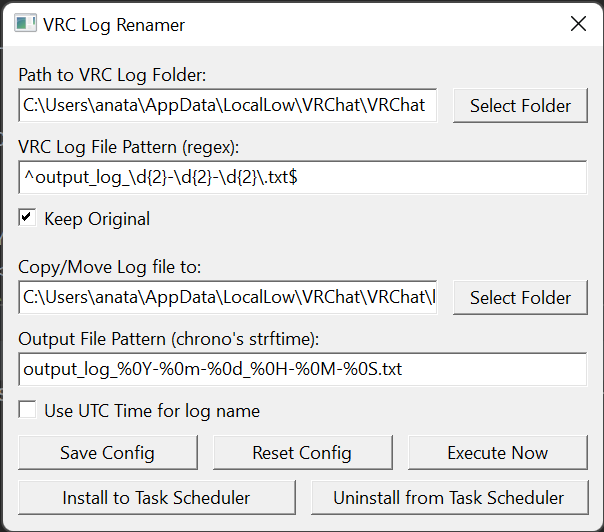 VRC Log Renamer
Path to VRC Log Folder:
C:\Users\anata\AppData\LocalLow\VRChat\VRChat
Select Folder
VRC Log File Pattern (regex):
^output_log_\d{2}-\d{2}-\d{2}\.txt$
Keep Original
Copy/Move Log file to:
C:\Users\anata\AppData\LocalLow\VRChat\VRChat\l
Select Folder
Output File Pattern (chrono's strftime):
output_log_%0Y-%0m-%0d_%0H-%0M-%0S.txt
Use UTC Time for log name
Save Config
Reset Config
Execute Now
Install to Task Scheduler
Uninstall from Task Scheduler